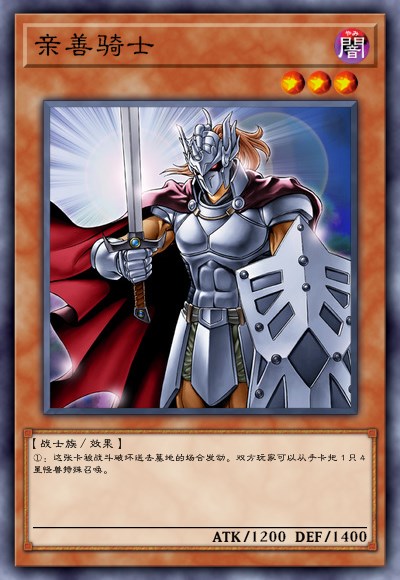 亲善骑士
やみ
闇
【战士族／效果】
①：这张卡被战斗破坏送去墓地的场合发动。双方玩家可以从手卡把1只4
星怪兽特殊召唤。
ATK/1200 DEF/1400